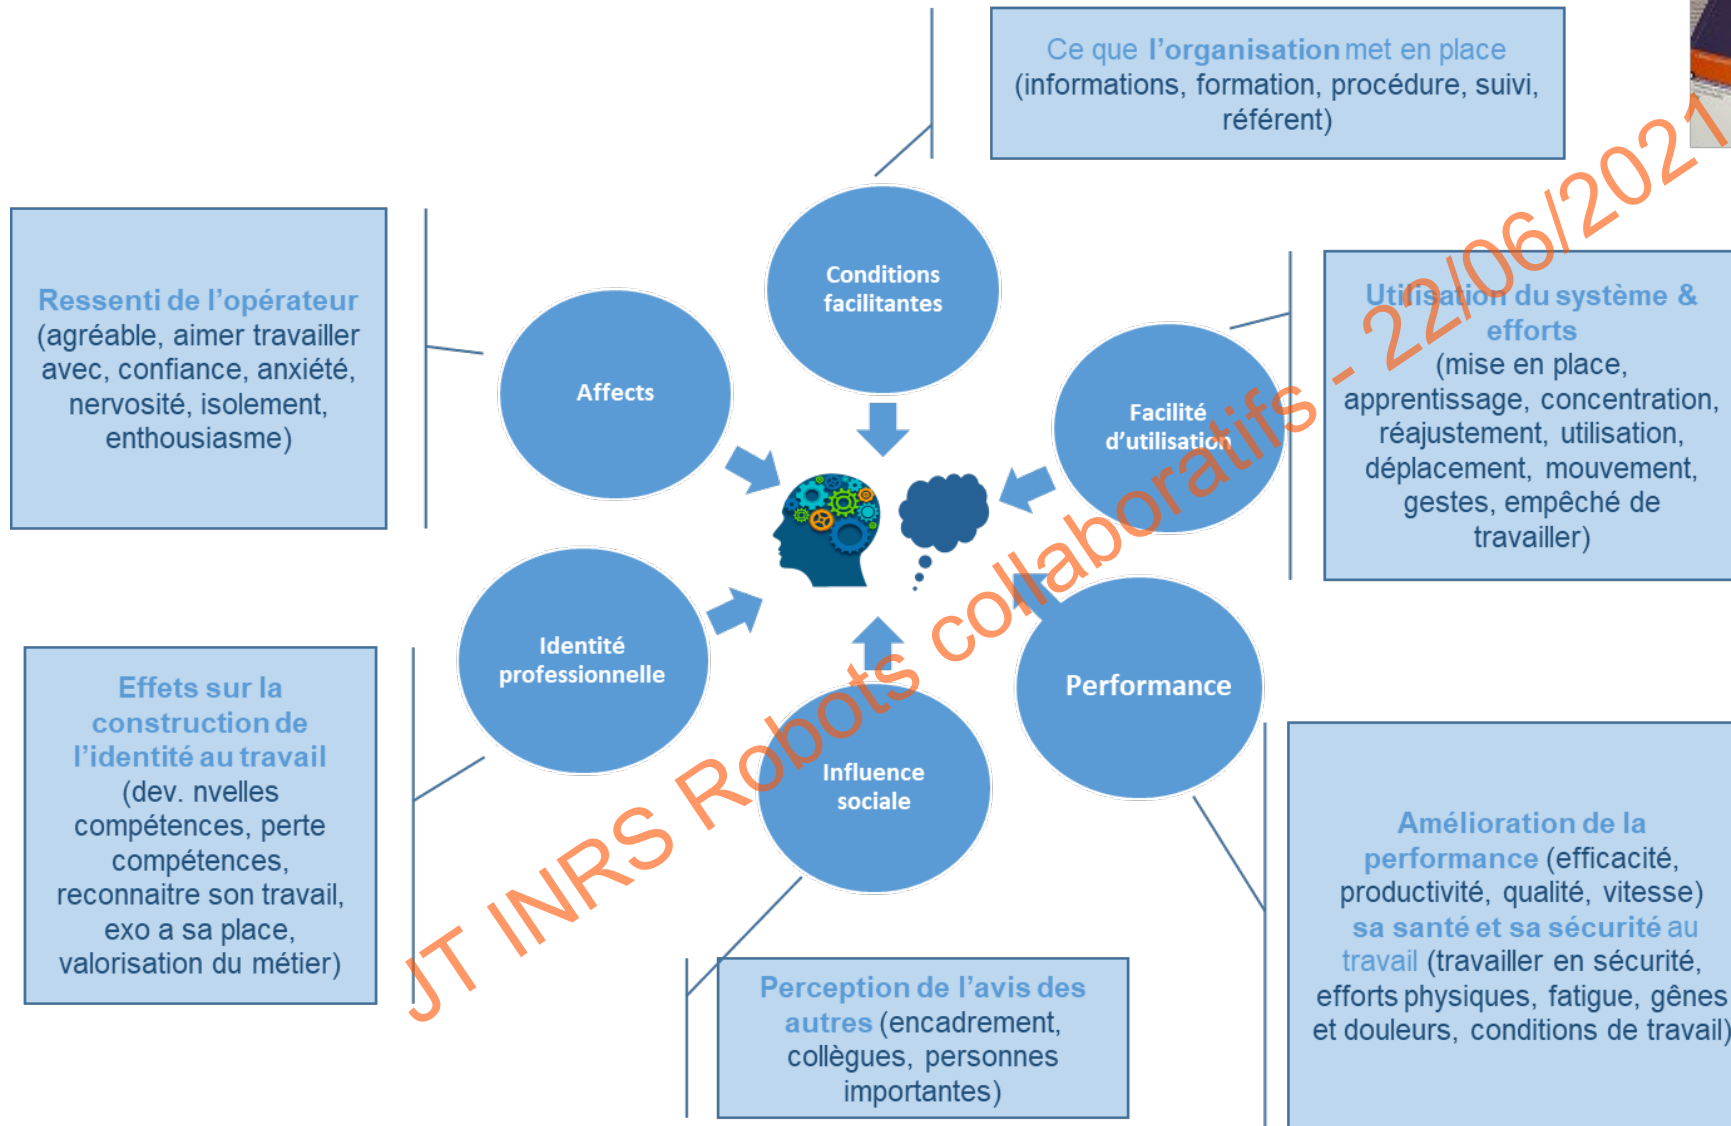 Ce que l'organisation met en place
(informations, formation, procédure, suivi,
référent)
Conditions
facilitantes
Ressenti de l'opérateur
(agréable, aimer travailler
avec, confiance, anxiété,
nervosité, isolement,
enthousiasme)
Affects
Facilité
d'utilisation
Utilisation du système &
efforts
(mise en place,
apprentissage, concentration,
réajustement, utilisation,
déplacement, mouvement,
gestes, empêché de
travailler)
Identité
professionnelle
Effets sur la
construction de
l'identité au travail
(dev. nvelles
compétences, perte
compétences,
reconnaitre son travail,
exo a sa place,
valorisation du métier)
Influence
sociale
Perception de l'avis des
autres (encadrement,
collègues, personnes
importantes)
Performance
Amélioration de la
performance (efficacité,
productivité, qualité, vitesse)
sa santé et sa sécurité au
travail (travailler en sécurité,
efforts physiques, fatigue, gênes
et douleurs, conditions de travail)
JT INRS Robots collaboratifs - 22/06/2021